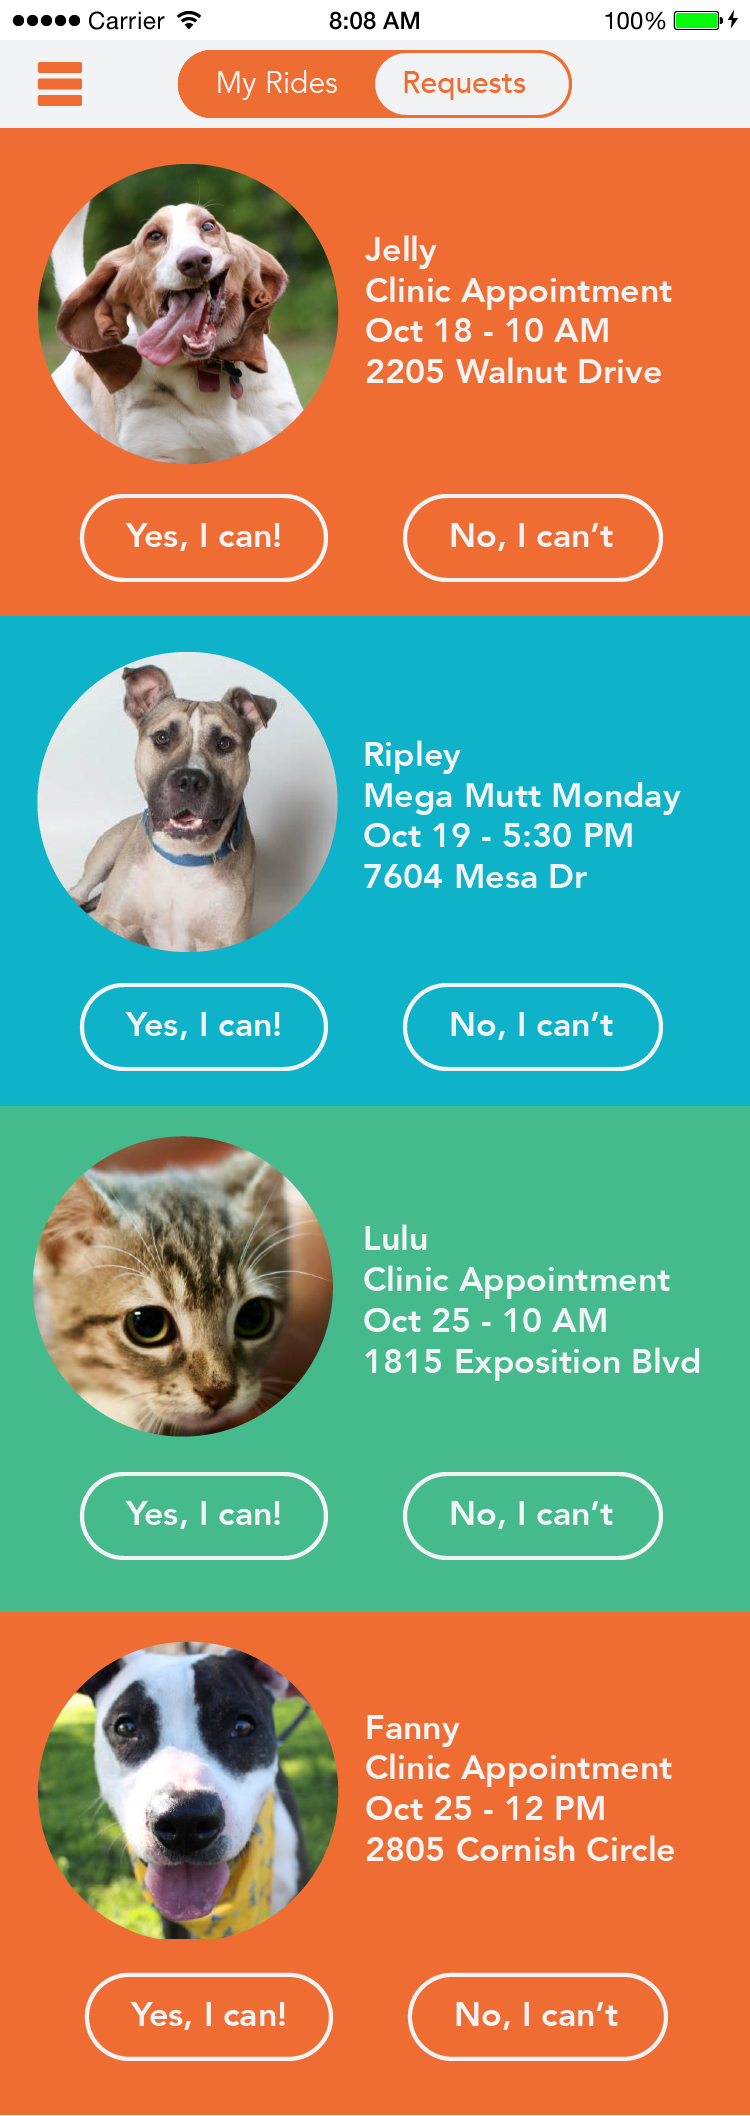 Carrier 8:08 AM 100%
My Rides Requests
Jelly
Clinic Appointment
Oct 18 - 10 AM
2205 Walnut Drive
Yes, I can! No, I can’t
Ripley
Mega Mutt Monday
Oct 19 - 5:30 PM
7604 Mesa Dr
Yes, I can! No, I can’t
Lulu
Clinic Appointment
Oct 25 - 10 AM
1815 Exposition Blvd
Yes, I can! No, I can’t
Fanny
Clinic Appointment
Oct 25 - 12 PM
2805 Cornish Circle
Yes, I can! No, I can’t